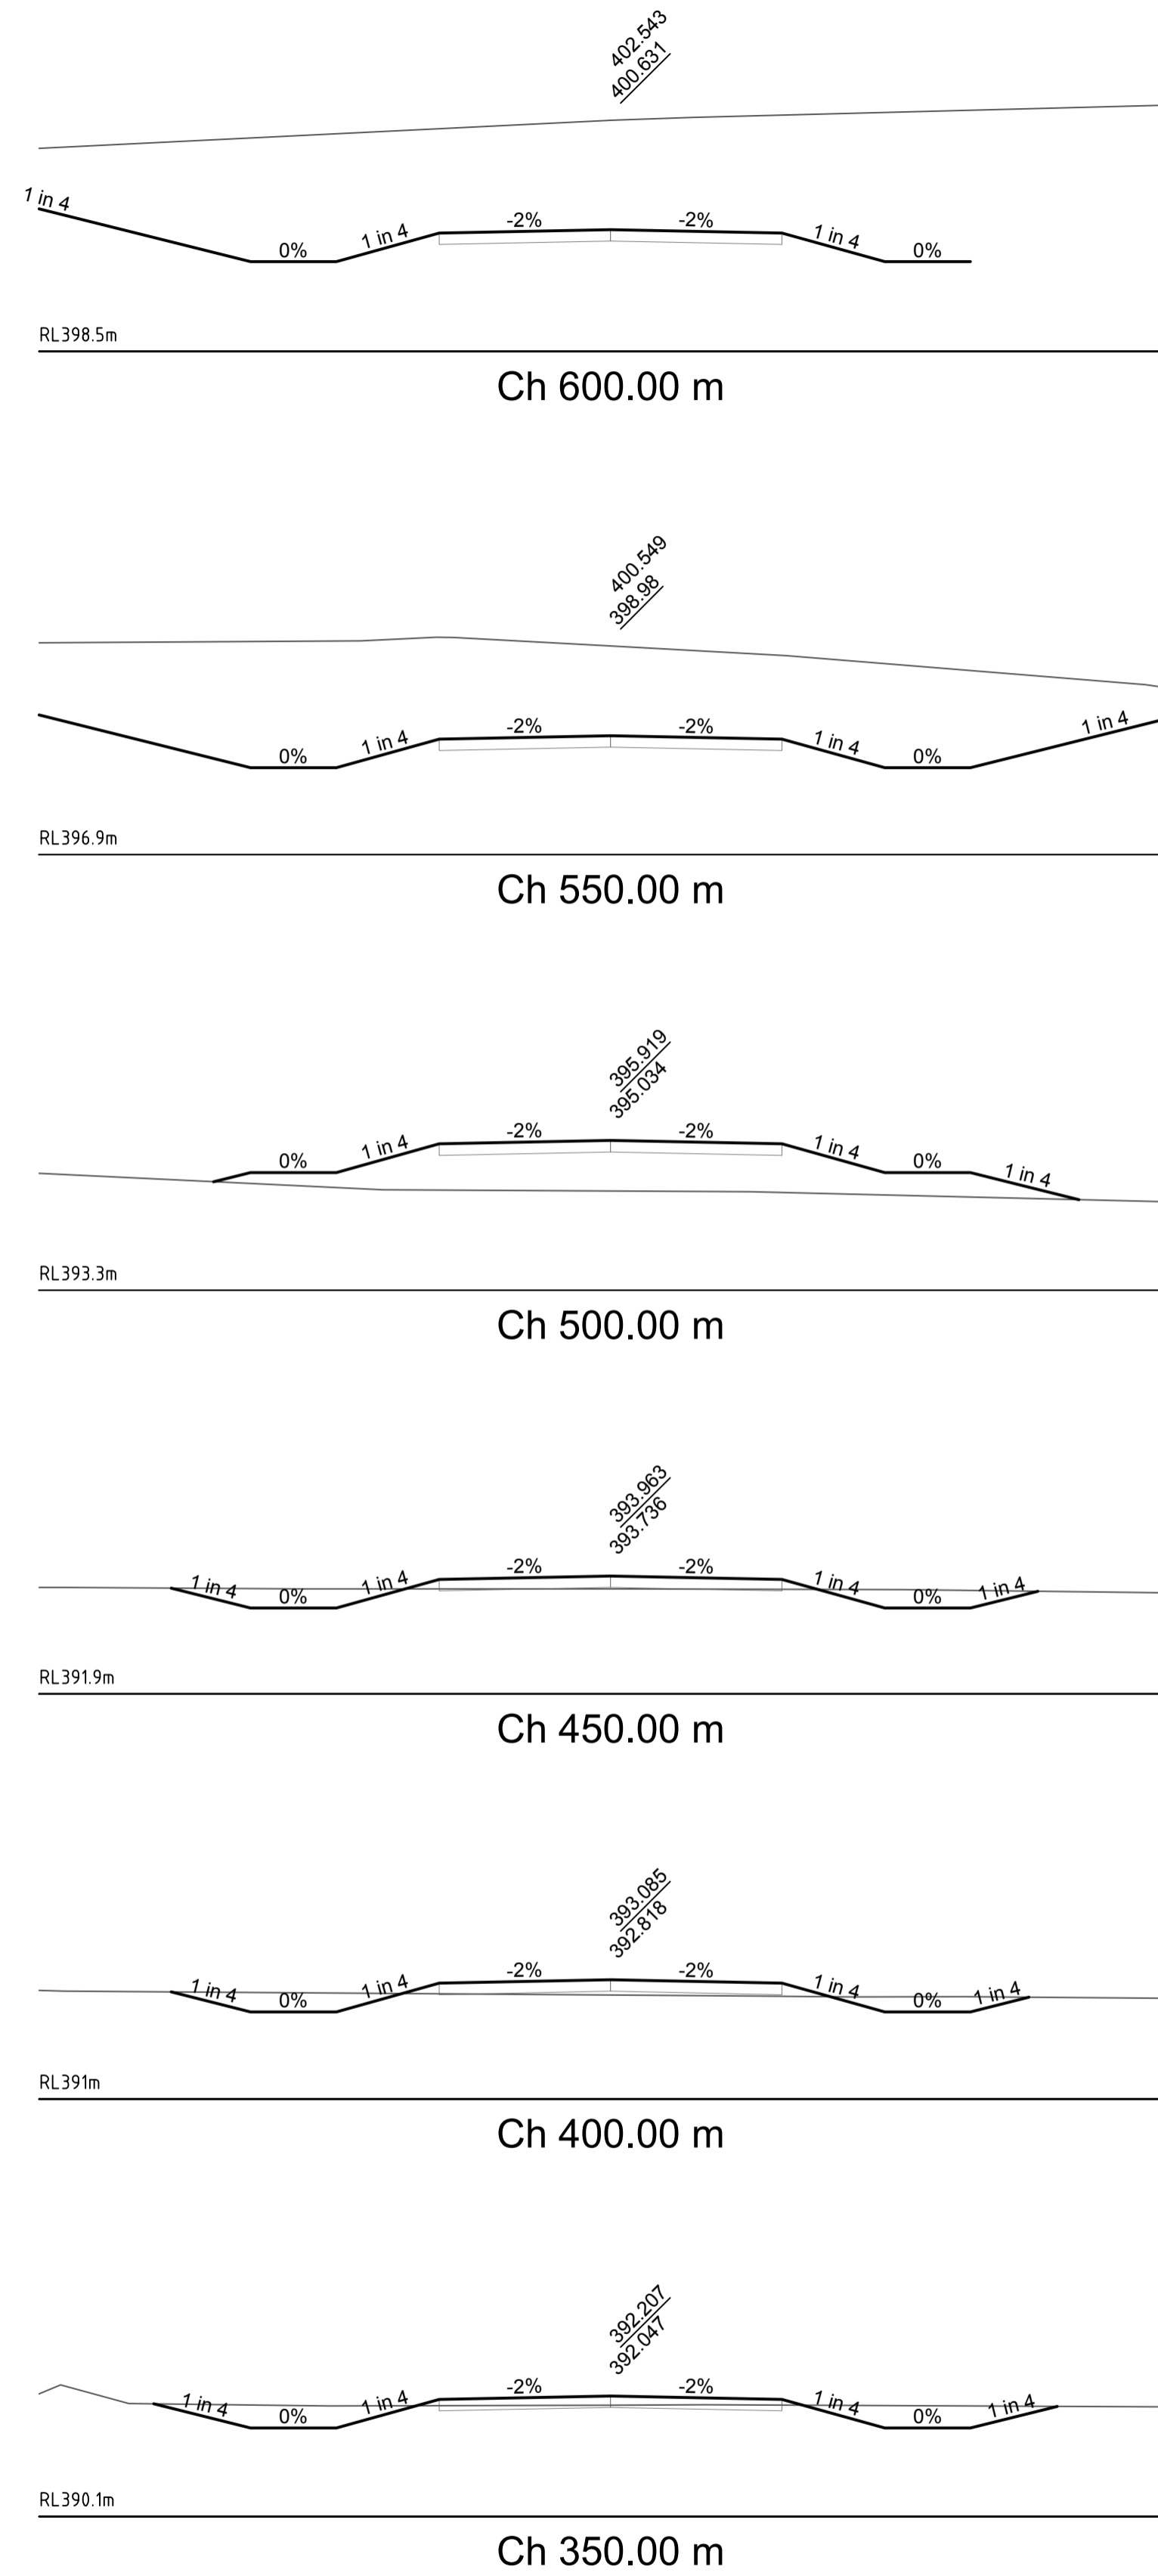 402.543
400.631
1 in 4
0%
1 in 4
-2%
-2%
1 in 4
0%
RL398.5m
Ch 600.00 m
400.549
398.98
0%
1 in 4
-2%
-2%
1 in 4
0%
1 in 4
RL396.9m
Ch 550.00 m
395.919
395.034
0%
1 in 4
-2%
-2%
1 in 4
0%
1 in 4
RL393.3m
Ch 500.00 m
393.963
393.736
1 in 4
0%
1 in 4
-2%
-2%
1 in 4
0%
1 in 4
RL391.9m
Ch 450.00 m
393.085
392.818
1 in 4
0%
1 in 4
-2%
-2%
1 in 4
0%
1 in 4
RL391m
Ch 400.00 m
392.207
392.047
1 in 4
0%
1 in 4
-2%
-2%
1 in 4
0%
1 in 4
RL390.1m
Ch 350.00 m